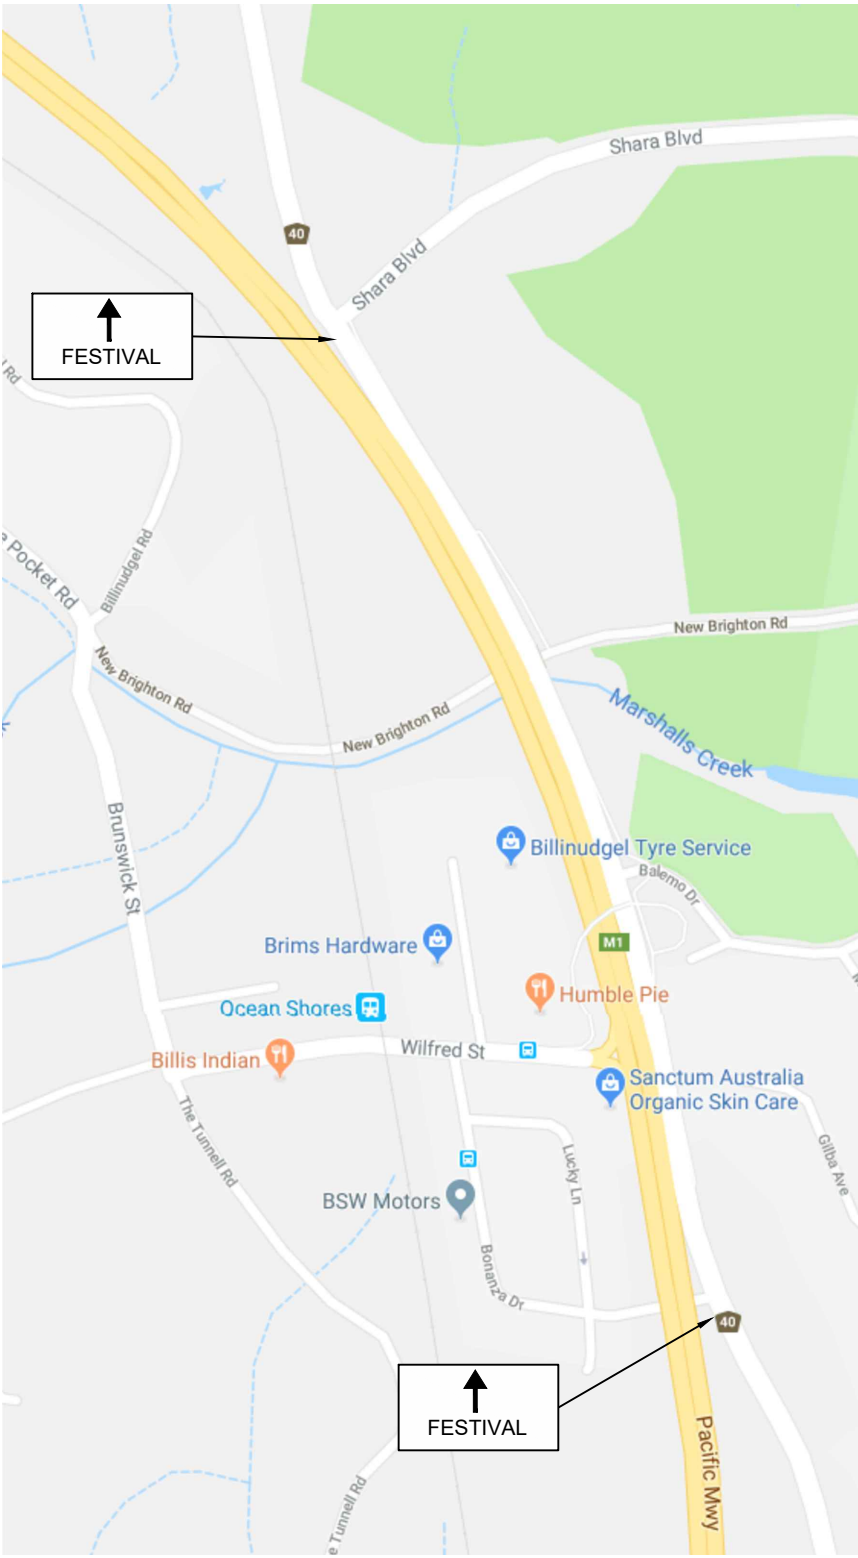 Shara Blvd
40
Shara Blvd
FESTIVAL
Rd
Billinudgel Rd
Pocket Rd
New Brighton Rd
New Brighton Rd
New Brighton Rd
Marshalls Creek
Brunswick St
Billinudgel Tyre Service
Balemo Dr
Brims Hardware
M1
Humble Pie
Ocean Shores
Wilfred St
Billis Indian
Sanctum Australia
Organic Skin Care
The Tunnell Rd
Gilba Ave
Lucky Ln
BSW Motors
Bonanza Dr
40
FESTIVAL
Pacific Mwy
e Tunnell Rd